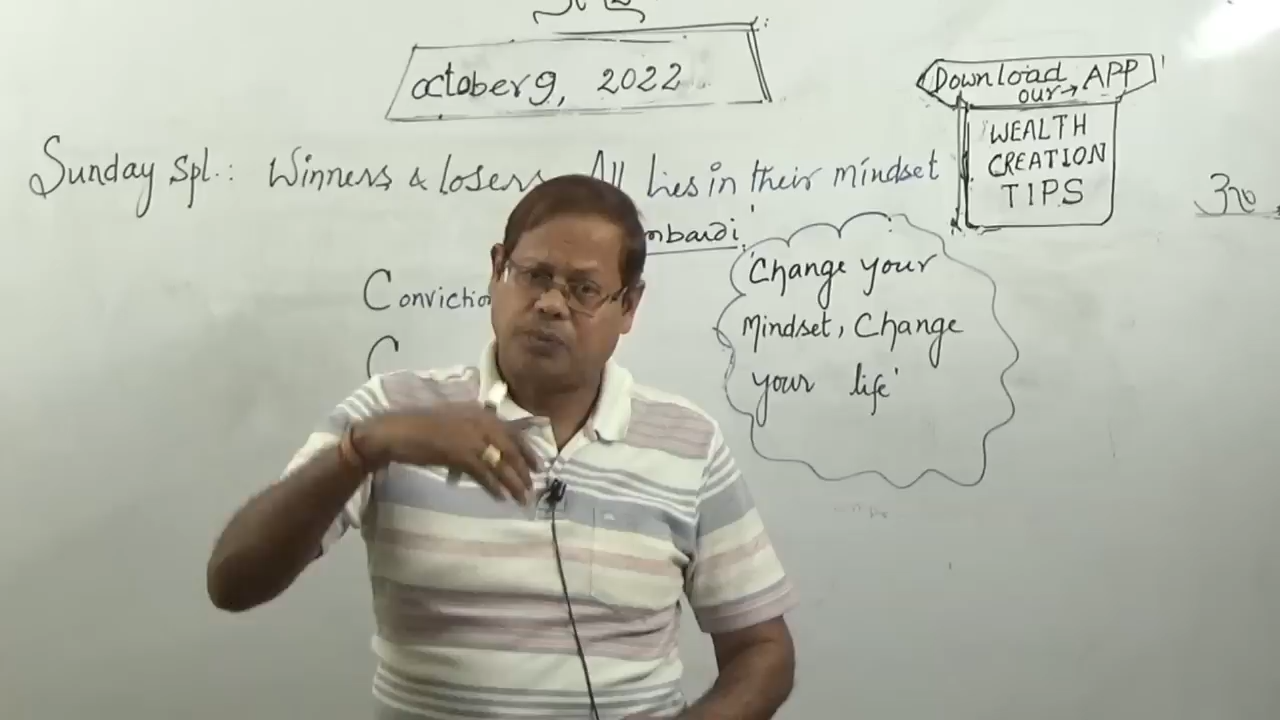 October 9, 2022
Download
our → APP
WEALTH
CREATION
TIPS
Sunday Spl.: Winners & losers All Lies in their mindset
Conviction
C
'Change your
Mindset, Change
your life'